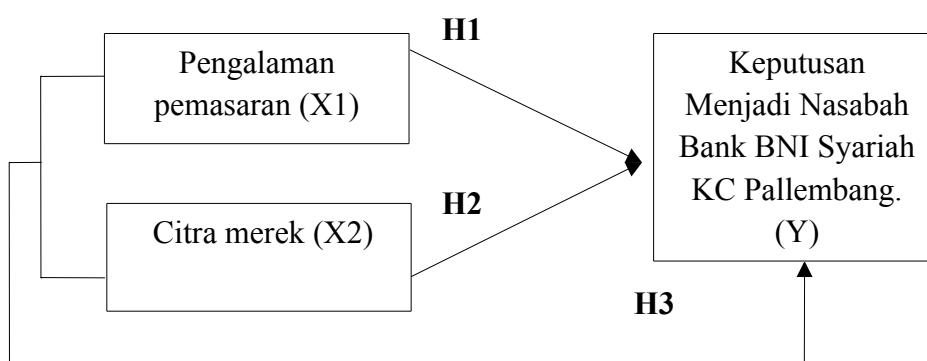 H1
Pengalaman
pemasaran (X1)
Keputusan
Menjadi Nasabah
Bank BNI Syariah
KC Pallembang.
(Y)
H2
Citra merek (X2)
H3